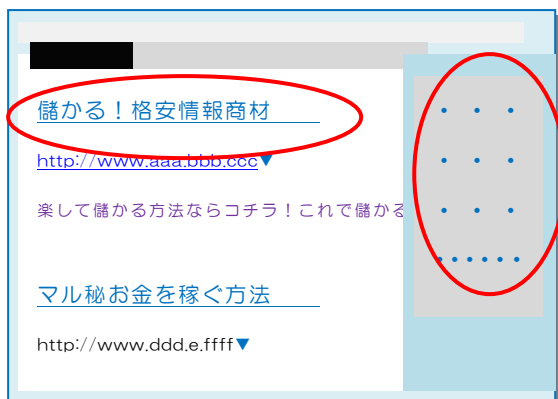 儲かる！格安情報商材
http://www.aaa.bbb.ccc▼
楽して儲かる方法ならコチラ！これで儲かる
マル秘お金を稼ぐ方法
http://www.ddd.e.ffff▼
・ ・ ・
・ ・ ・
・ ・ ・
・・・・・・